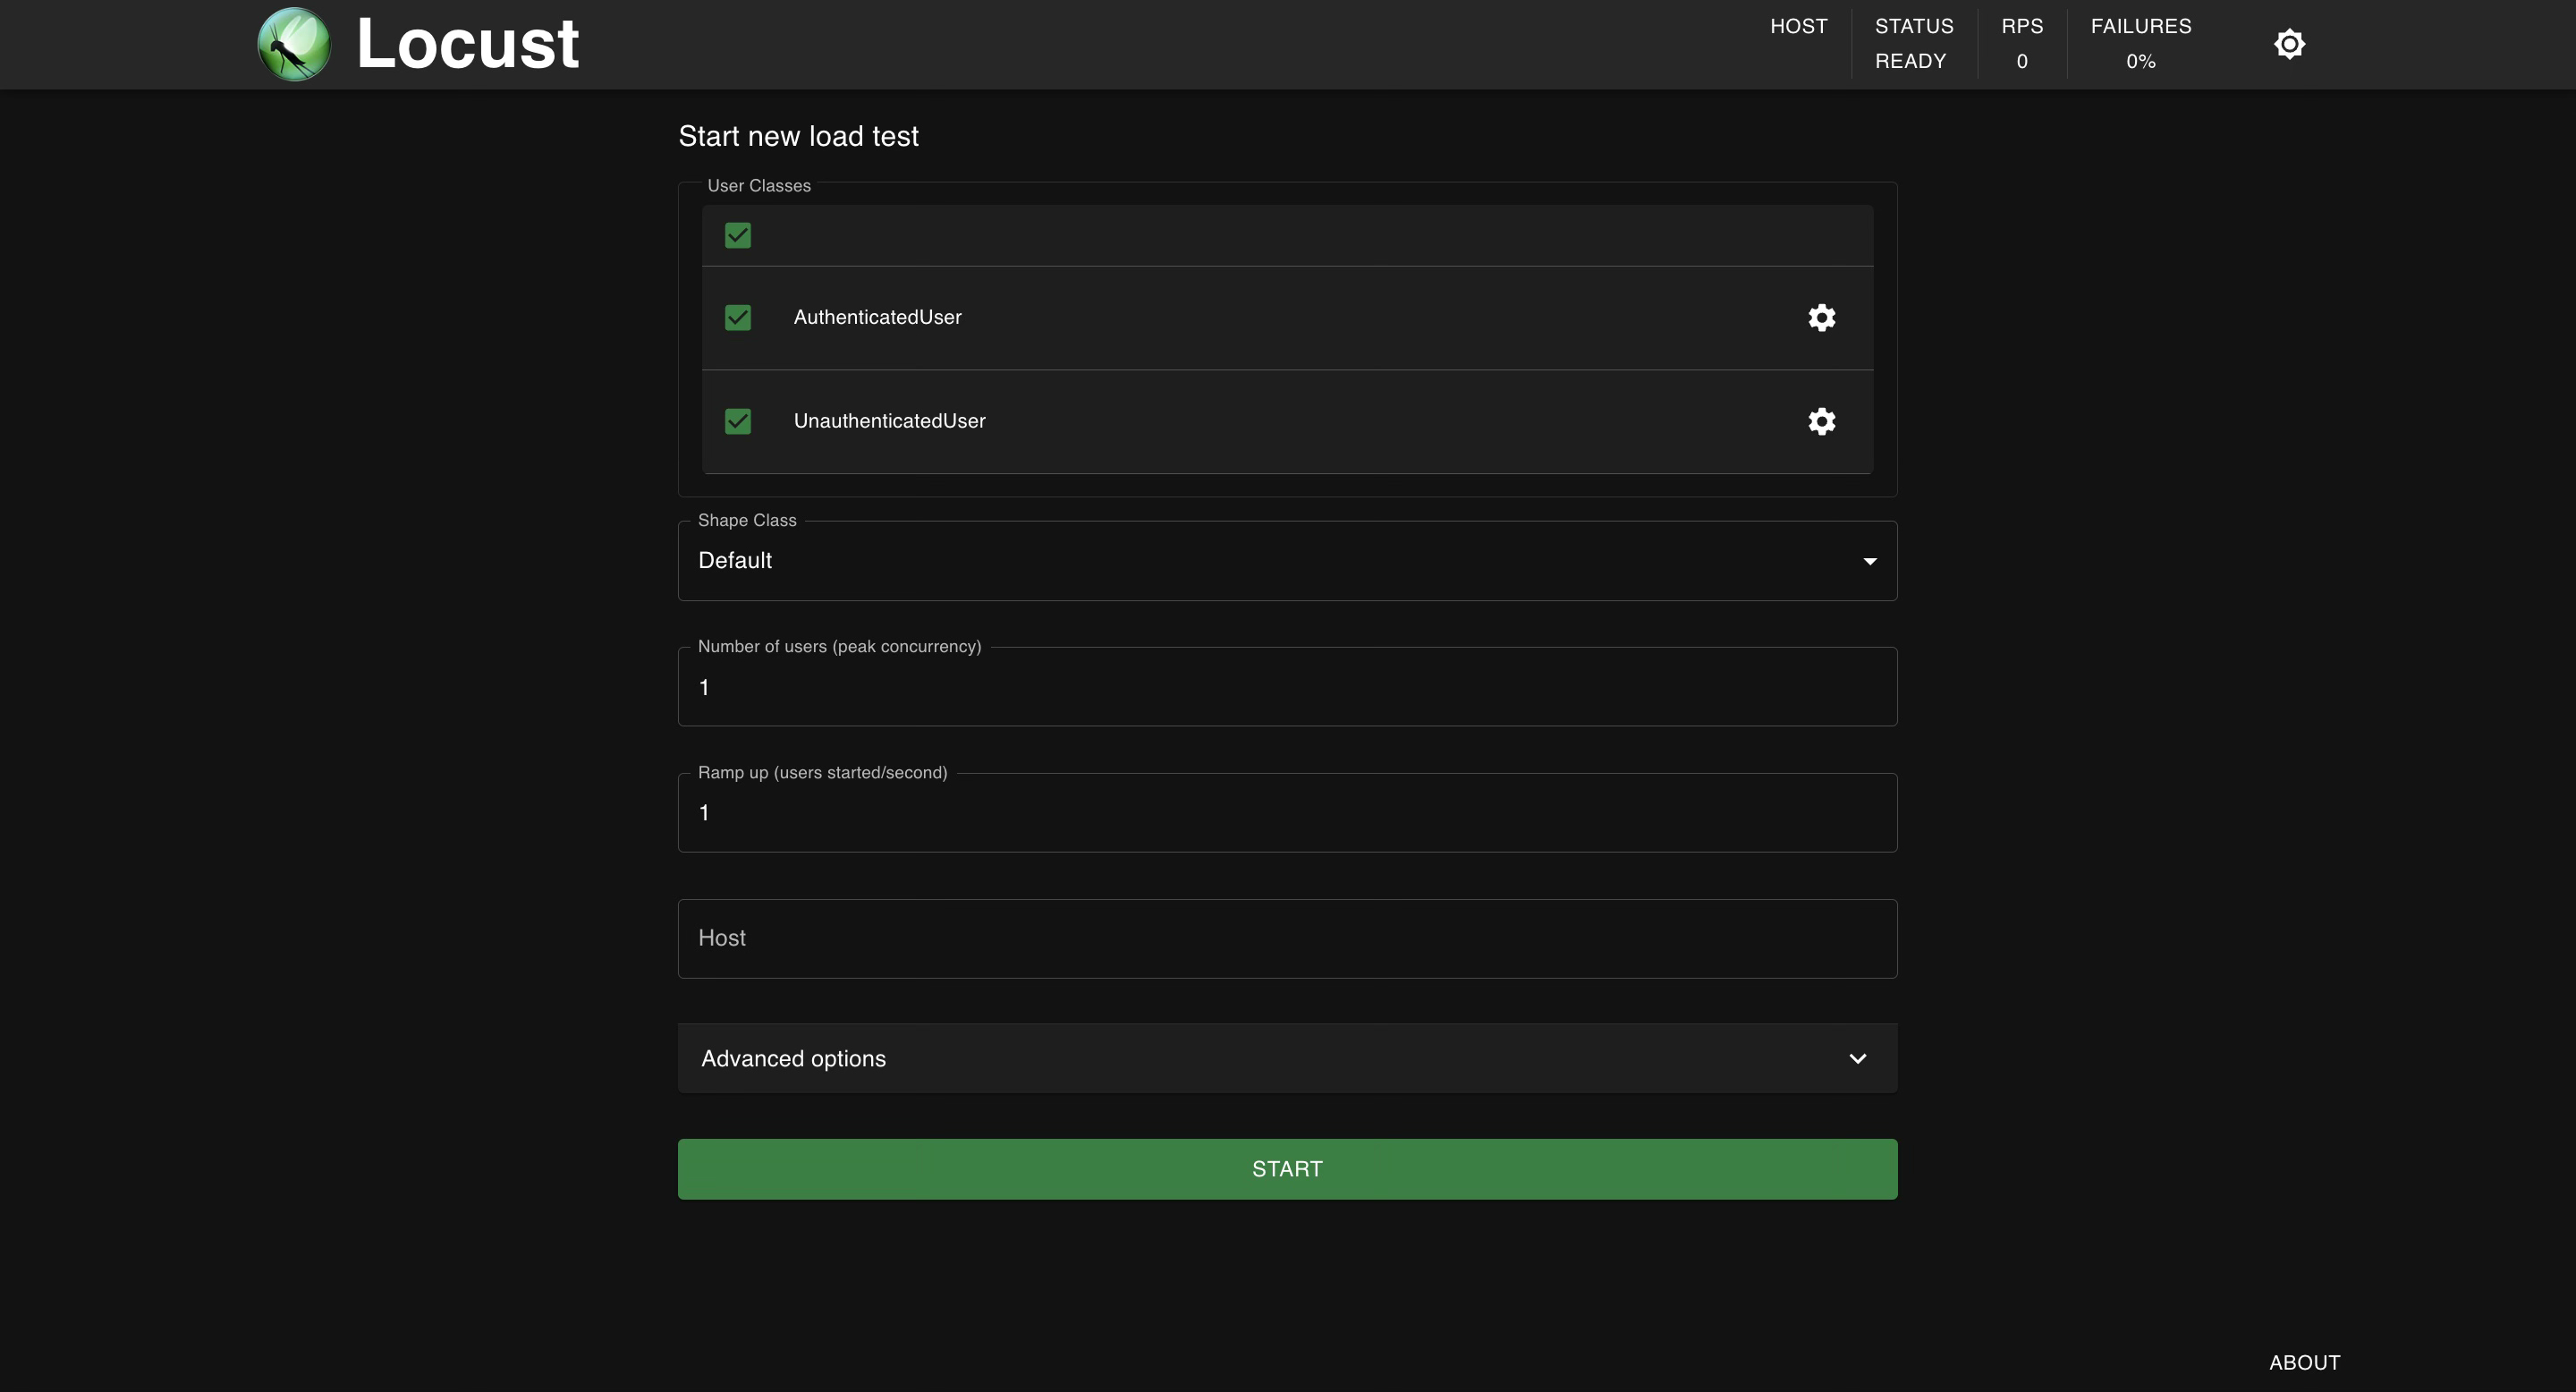 Locust
HOST
STATUS
READY
RPS
0
FAILURES
0%
Start new load test
User Classes
AuthenticatedUser
UnauthenticatedUser
Shape Class
Default
Number of users (peak concurrency)
1
Ramp up (users started/second)
1
Host
Advanced options
START
ABOUT